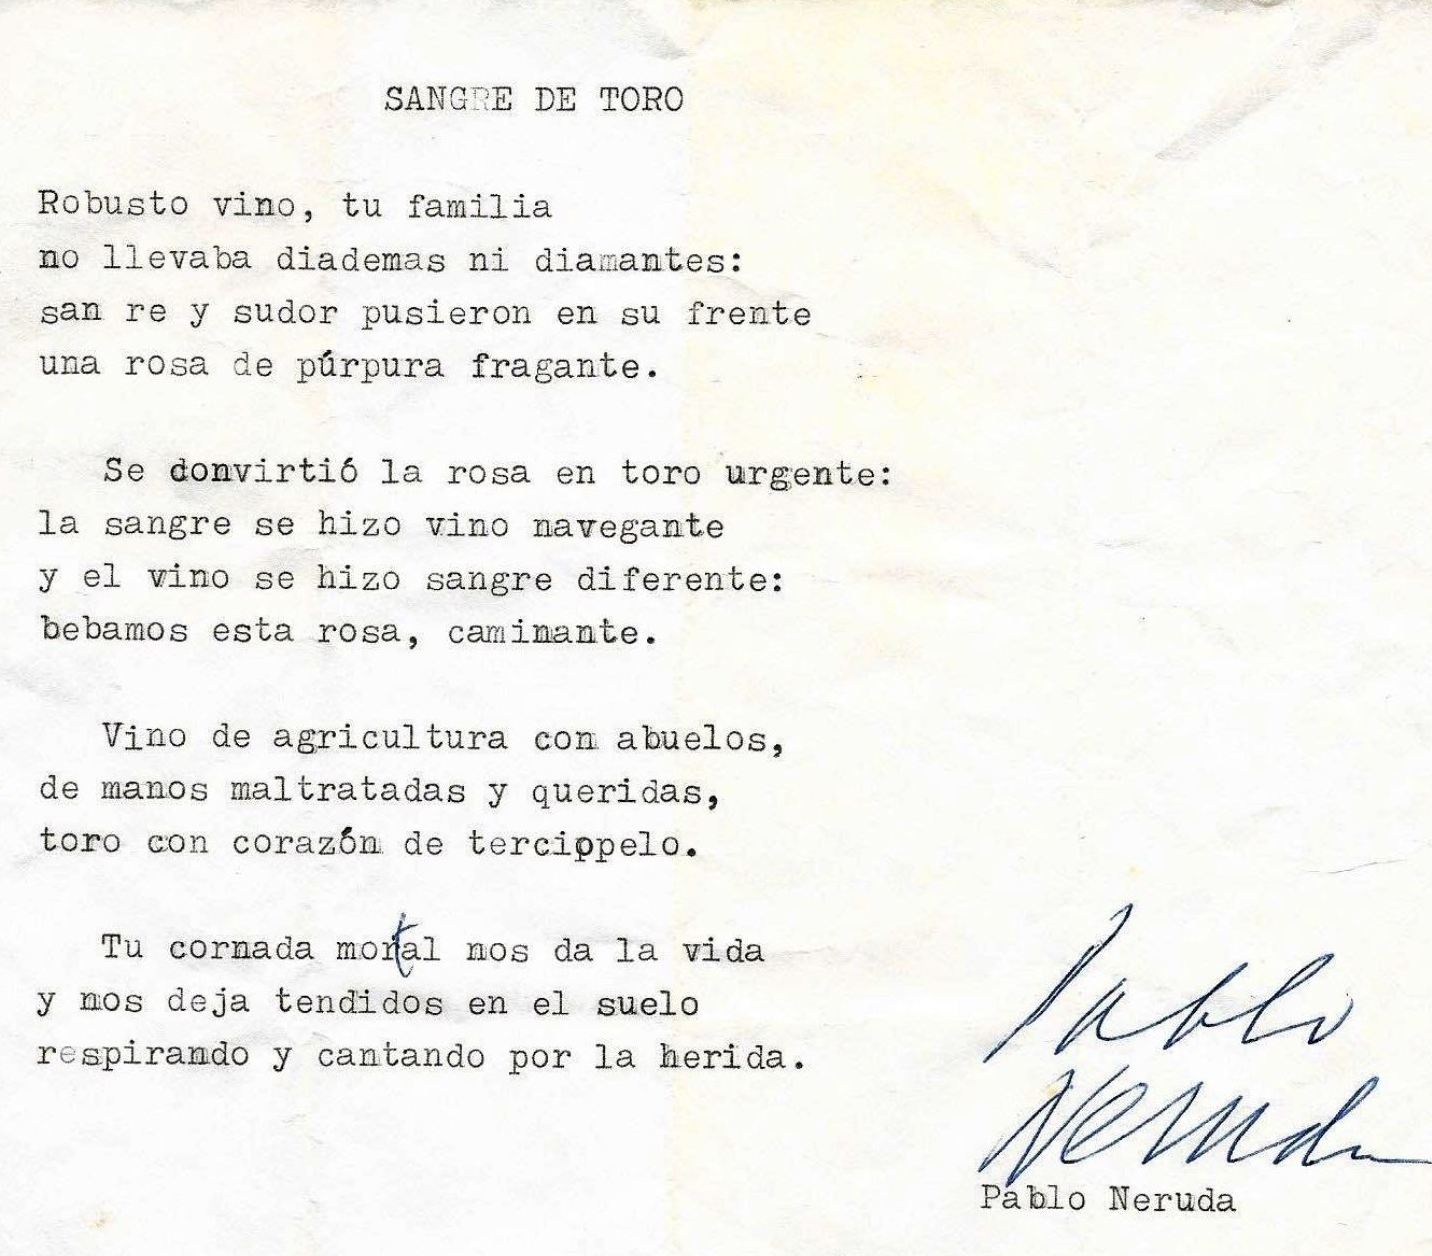 SANGRE DE TORO
Robusto vino, tu familia
no llevaba diademas ni diamantes:
san re y sudor pusieron en su frente
una rosa de púrpura fragante.
Se donvirtió la rosa en toro urgente:
la sangre se hizo vino navegante
y el vino se hizo sangre diferente:
bebamos esta rosa, caminante.
Vino de agricultura con abuelos,
de manos maltratadas y queridas,
toro con corazón de tercippelo.
Tu cornada mortal nos da la vida
y nos deja tendidos en el suelo
respirando y cantando por la herida.
Pablo
Neruda
Pablo Neruda